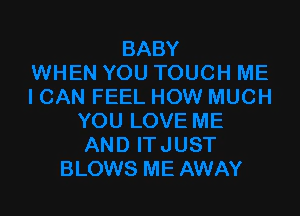 BABY
WHEN YOU TOUCH ME
I CAN FEEL HOW MUCH
YOU LOVE ME
AND IT JUST
BLOWS ME AWAY